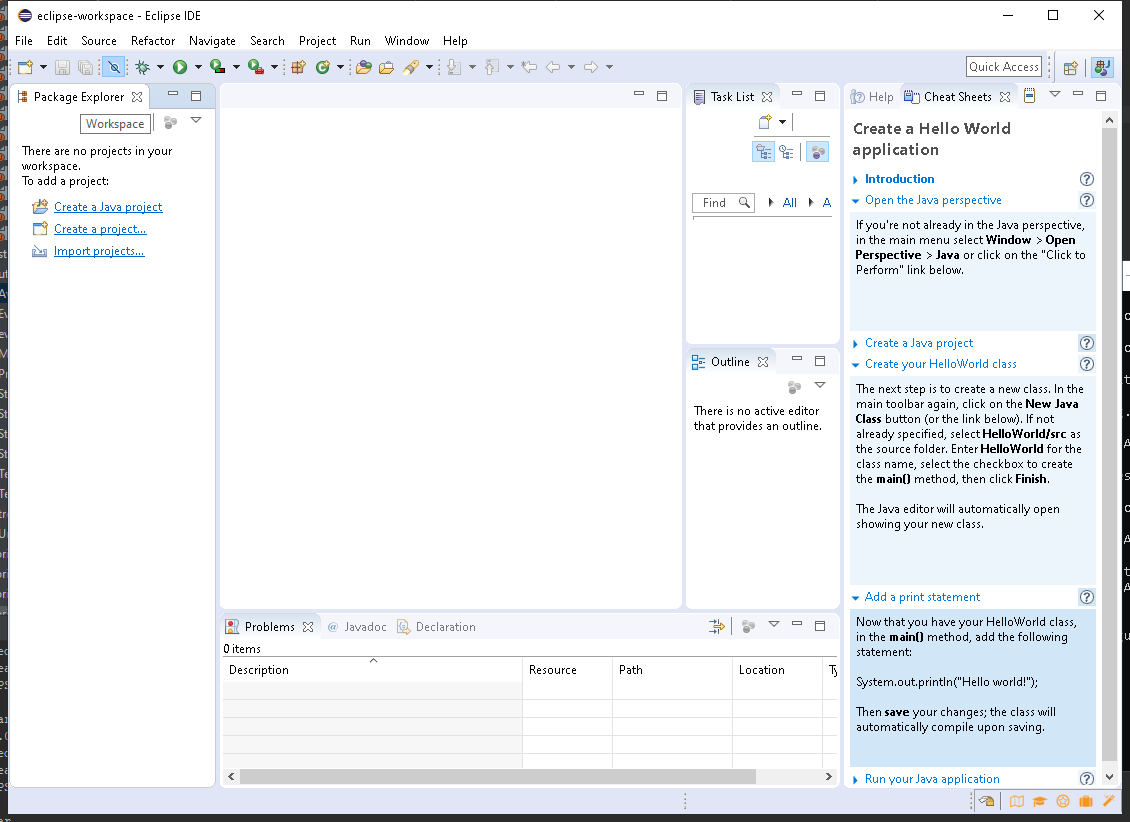 eclipse-workspace - Eclipse IDE
File Edit Source Refactor Navigate Search Project Run Window Help
Quick Access
Package Explorer
Workspace
There are no projects in your
workspace.
To add a project:
Create a Java project
Create a project...
Import projects...
Task List
Find All A
Outline
There is no active editor
that provides an outline.
Problems @ Javadoc Declaration
0 items
Description Resource Path Location Ty
Help Cheat Sheets
Create a Hello World
application
Introduction
Open the Java perspective
If you're not already in the Java perspective,
in the main menu select Window > Open
Perspective > Java or click on the "Click to
Perform" link below.
Create a Java project
Create your HelloWorld class
The next step is to create a new class. In the
main toolbar again, click on the New Java
Class button (or the link below). If not
already specified, select HelloWorld/src as
the source folder. Enter HelloWorld for the
class name, select the checkbox to create
the main() method, then click Finish.
The Java editor will automatically open
showing your new class.
Add a print statement
Now that you have your HelloWorld class,
in the main() method, add the following
statement:
System.out.println("Hello world!");
Then save your changes; the class will
automatically compile upon saving.
Run your Java application